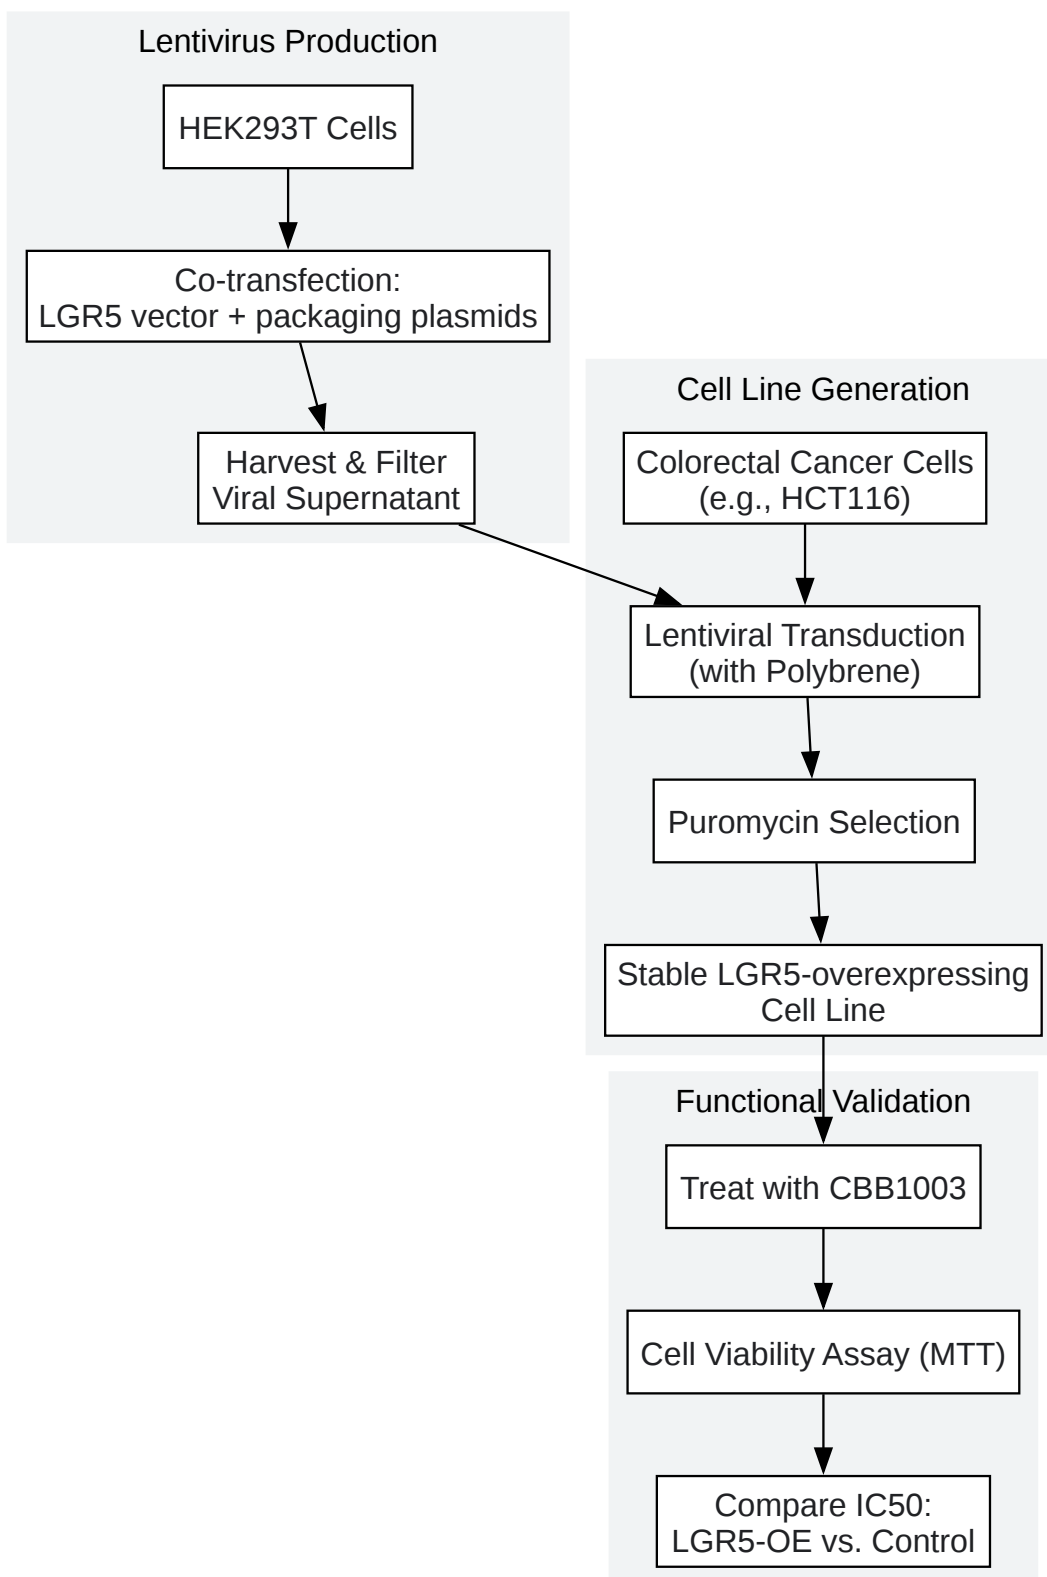 Lentivirus Production
HEK293T Cells
Co-transfection:
LGR5 vector + packaging plasmids
Harvest & Filter
Viral Supernatant
Cell Line Generation
Colorectal Cancer Cells
(e.g., HCT116)
Lentiviral Transduction
(with Polybrene)
Puromycin Selection
Stable LGR5-overexpressing
Cell Line
Functional Validation
Treat with CBB1003
Cell Viability Assay (MTT)
Compare IC50:
LGR5-OE vs. Control